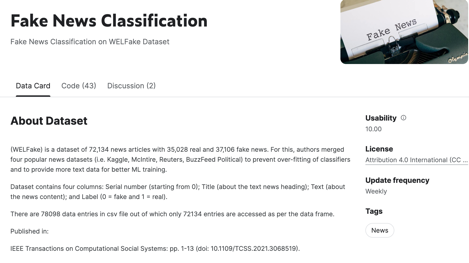 Fake News Classification
Fake News Classification on WELFake Dataset
Fake News
Data Card
Code (43)
Discussion (2)
About Dataset
(WELFake) is a dataset of 72,134 news articles with 35,028 real and 37,106 fake news. For this, authors merged
four popular news datasets (i.e. Kaggle, McIntire, Reuters, BuzzFeed Political) to prevent over-fitting of classifiers
and to provide more text data for better ML training.
Dataset contains four columns: Serial number (starting from 0); Title (about the text news heading); Text (about
the news content); and Label (0 = fake and 1 = real).
There are 78098 data entries in csv file out of which only 72134 entries are accessed as per the data frame.
Published in:
IEEE Transactions on Computational Social Systems: pp. 1-13 (doi: 10.1109/TCSS.2021.3068519).
Usability
10.00
License
Attribution 4.0 International (CC ...
Update frequency
Weekly
Tags
News